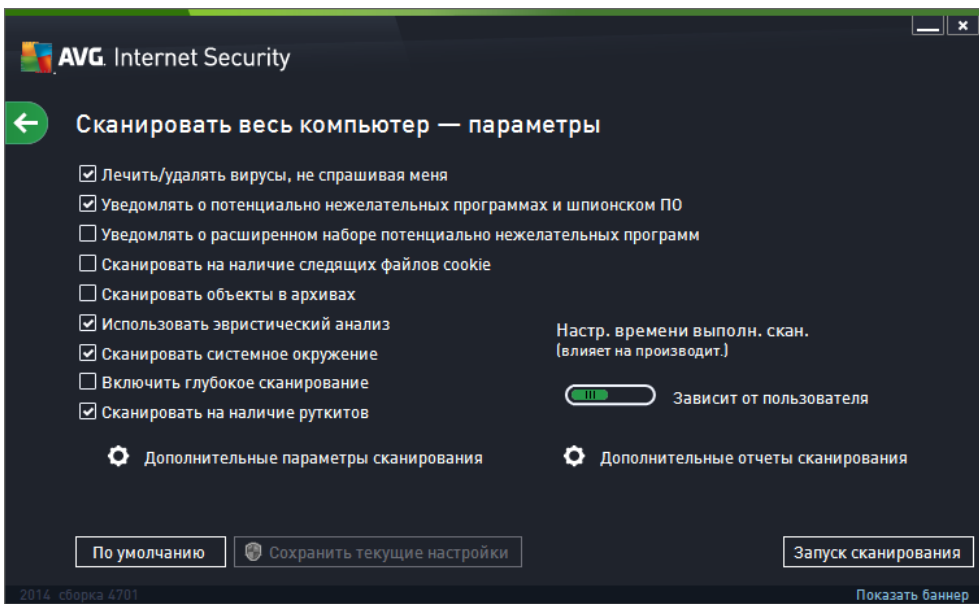 AVG. Internet Security
Сканировать весь компьютер — параметры
Лечить/удалять вирусы, не спрашивая меня
Уведомлять о потенциально нежелательных программах и шпионском ПО
Уведомлять о расширенном наборе потенциально нежелательных программ
Сканировать на наличие следящих файлов cookie
Сканировать объекты в архивах
Использовать эвристический анализ
Сканировать системное окружение
Включить глубокое сканирование
Сканировать на наличие руткитов
Настр. времени выполн. скан.
(влияет на производит.)
Зависит от пользователя
Дополнительные параметры сканирования
Дополнительные отчеты сканирования
По умолчанию
Сохранить текущие настройки
Запуск сканирования
2014 сборка 4701
Показать баннер